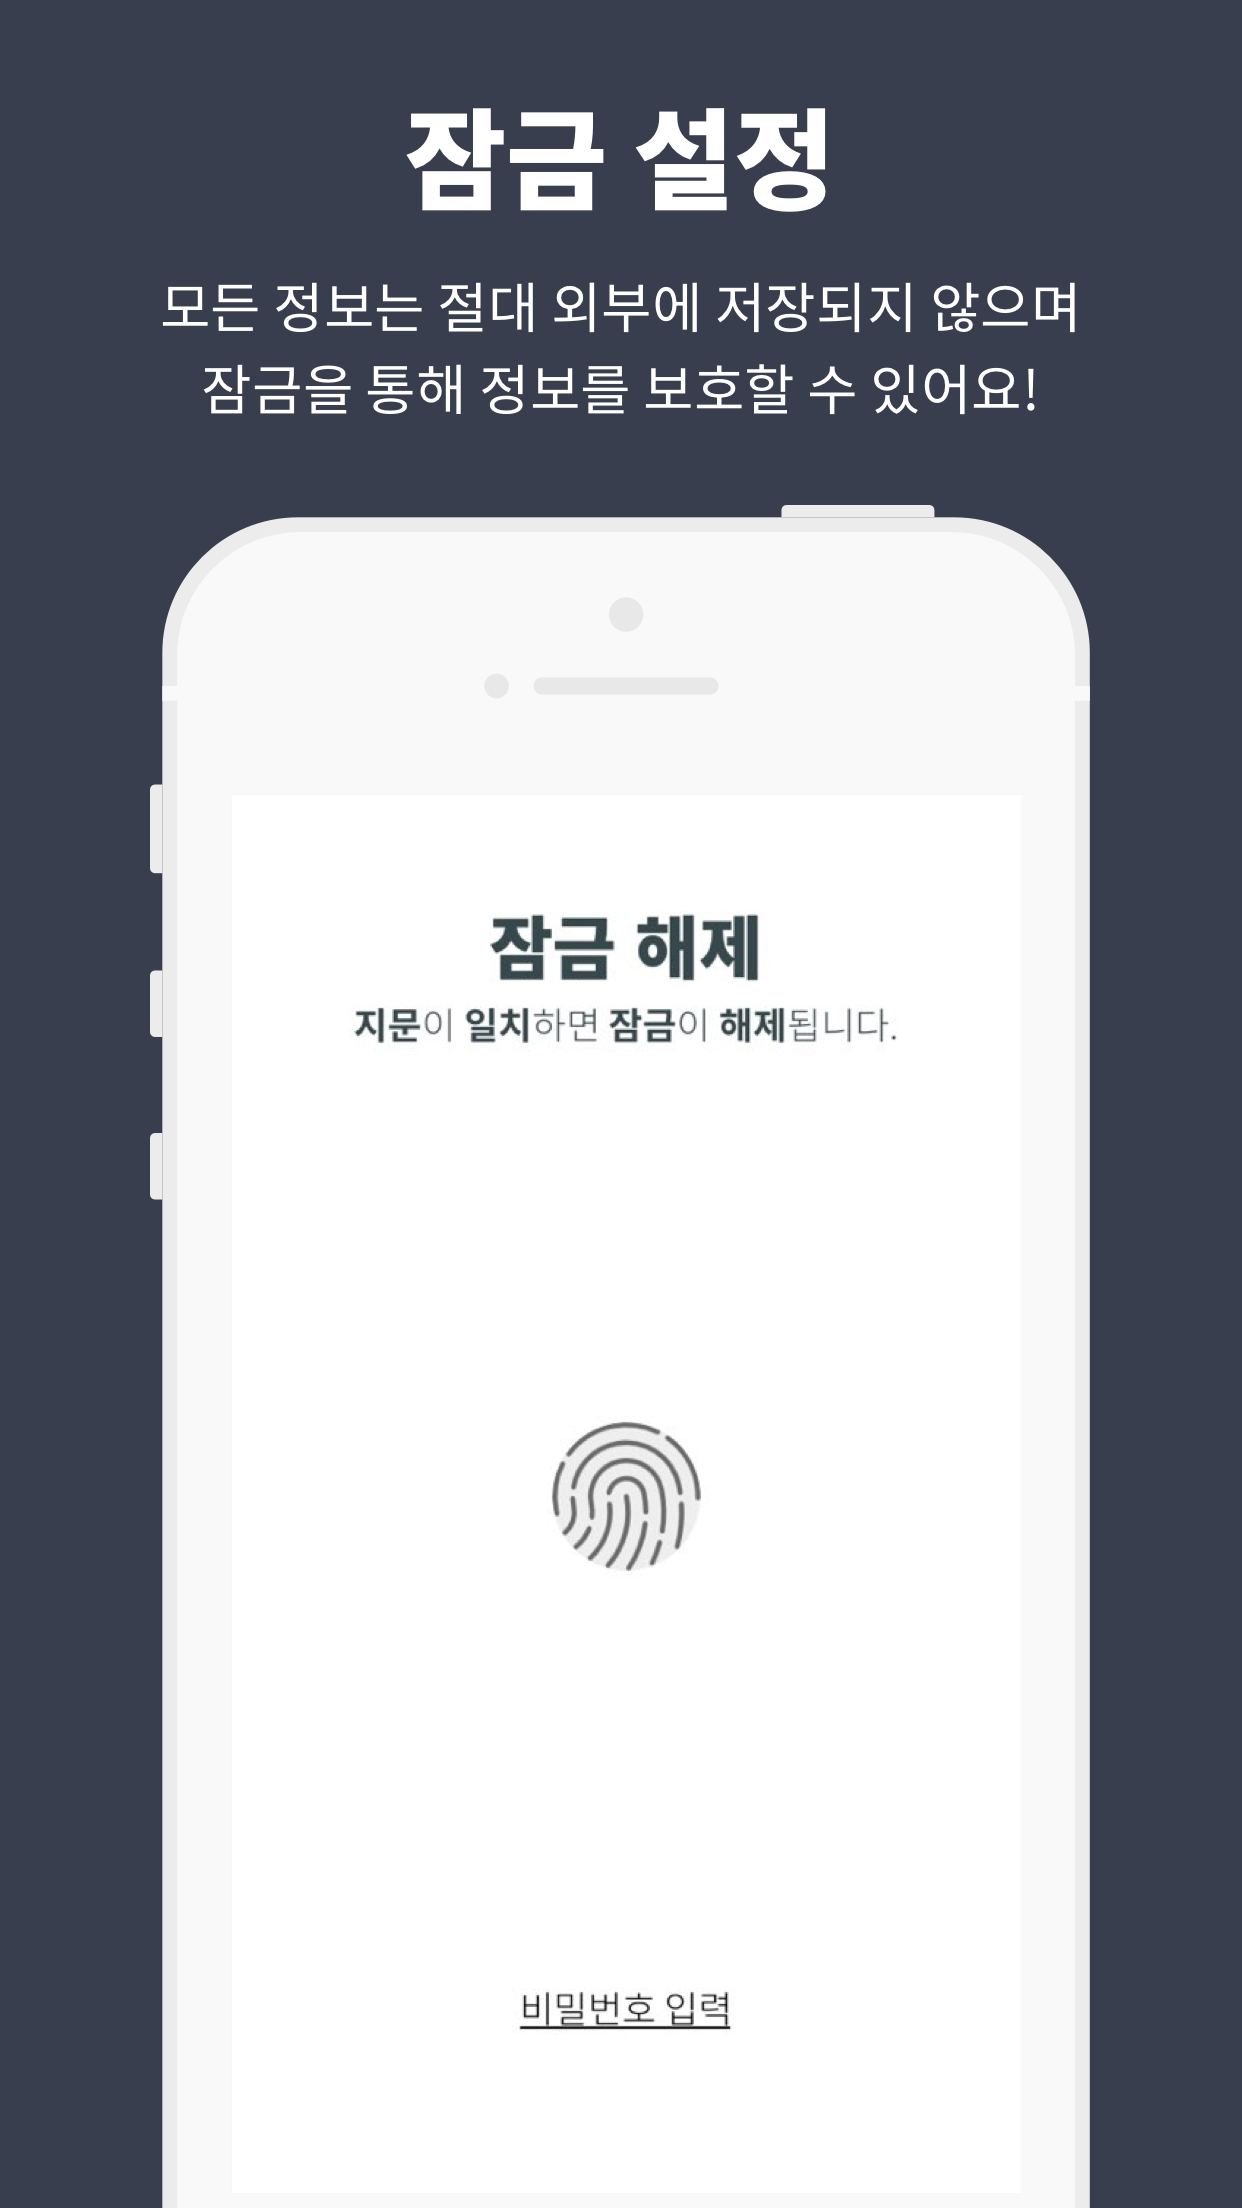 잠금 설정
모든 정보는 절대 외부에 저장되지 않으며
잠금을 통해 정보를 보호할 수 있어요!
잠금 해제
지문이 일치하면 잠금이 해제됩니다.
비밀번호 입력